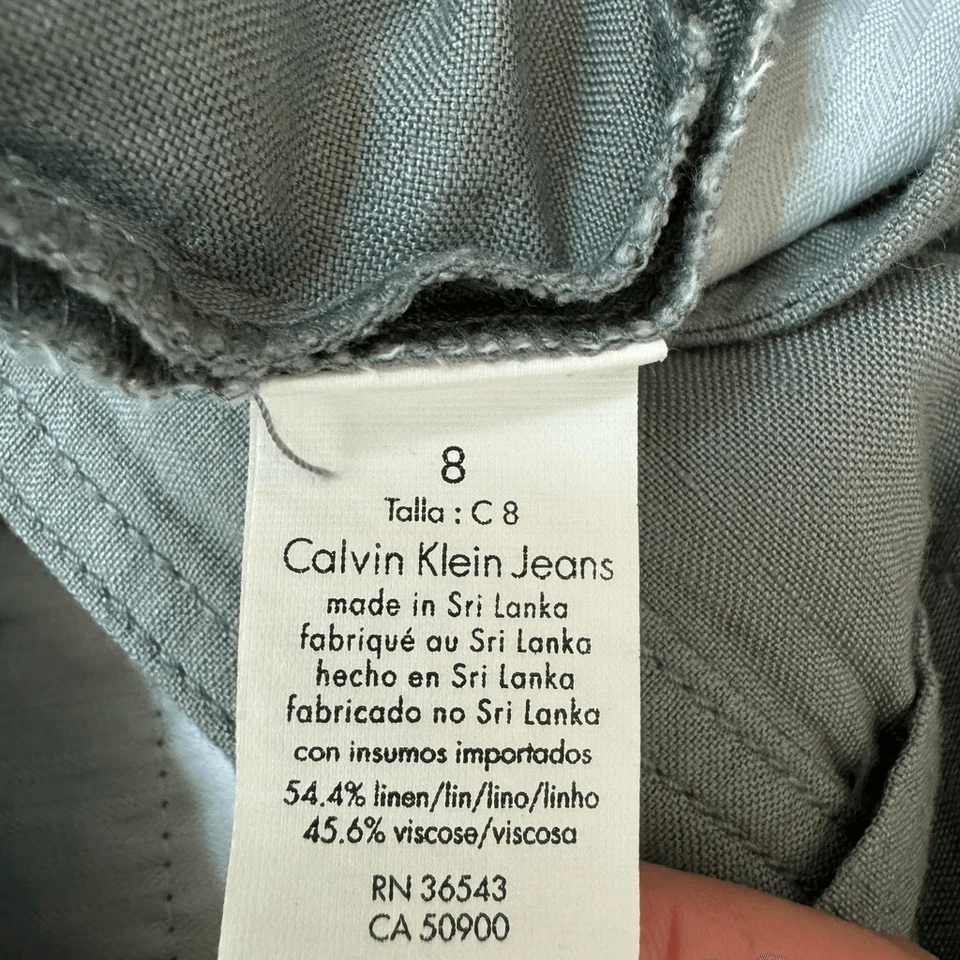 8
Talla : C 8
Calvin Klein Jeans
made in Sri Lanka
fabriqué au Sri Lanka
hecho en Sri Lanka
fabricado no Sri Lanka
con insumos importados
54.4% linen/lin/lino/linho
45.6% viscose/viscosa
RN 36543
CA 50900